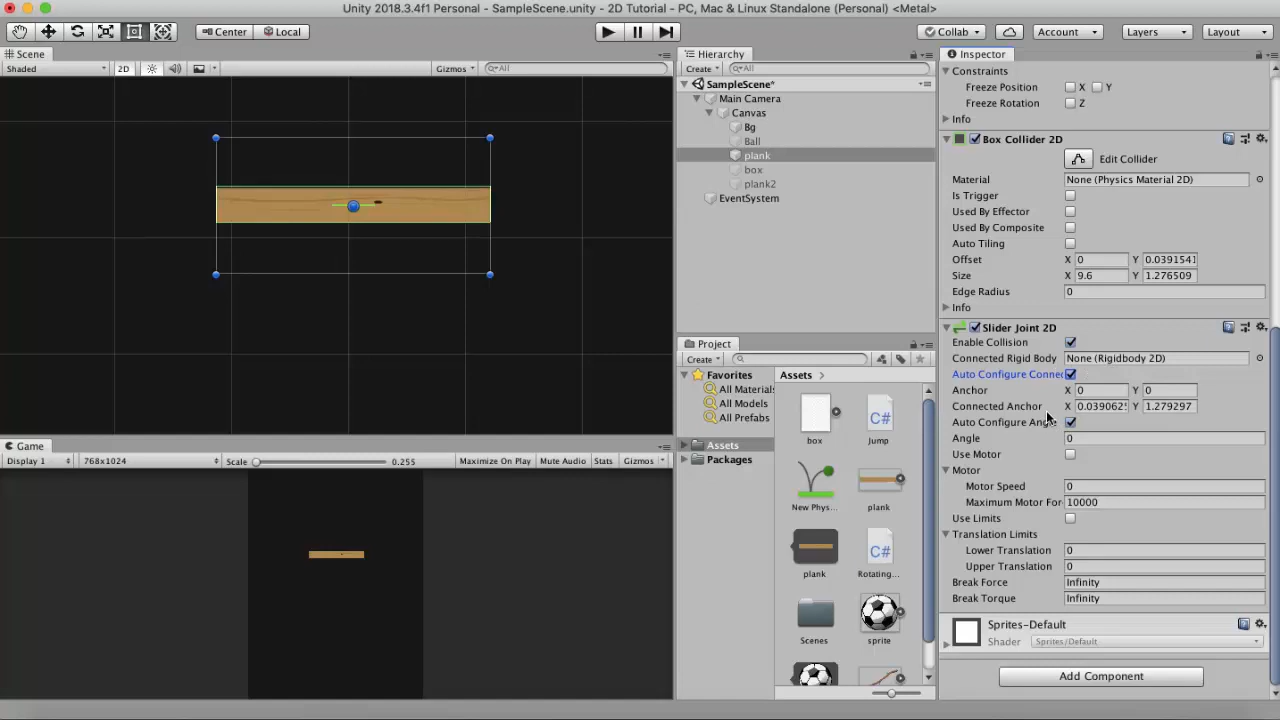 Unity 2018.3.4f1 Personal - SampleScene.unity - 2D Tutorial - PC, Mac & Linux Standalone (Personal) <Metal>
Center Local Collab Account Layers Layout
Scene
Shaded 2D Gizmos All
Hierarchy
Create All
SampleScene*
Main Camera
Canvas
Bg
Ball
plank
box
plank2
EventSystem
Project
Create
Favorites
All Materials
All Models
All Prefabs
Assets
Packages
Assets
box
Jump
New Phys...
plank
plank
Rotating...
Scenes
sprite
Game
Display 1 768x1024 Scale 0.255 Maximize On Play Mute Audio Stats Gizmos
Inspector
Constraints
Freeze Position X Y
Freeze Rotation Z
Info
Box Collider 2D
Edit Collider
Material None (Physics Material 2D)
Is Trigger
Used By Effector
Used By Composite
Auto Tiling
Offset X 0 Y 0.0391541
Size X 9.6 Y 1.276509
Edge Radius 0
Info
Slider Joint 2D
Enable Collision
Connected Rigid Body None (Rigidbody 2D)
Auto Configure Connec
Anchor X 0 Y 0
Connected Anchor X 0.039062 Y 1.279297
Auto Configure Angle
Angle 0
Use Motor
Motor
Motor Speed 0
Maximum Motor For 10000
Use Limits
Translation Limits
Lower Translation 0
Upper Translation 0
Break Force Infinity
Break Torque Infinity
Sprites-Default
Shader Sprites/Default
Add Component